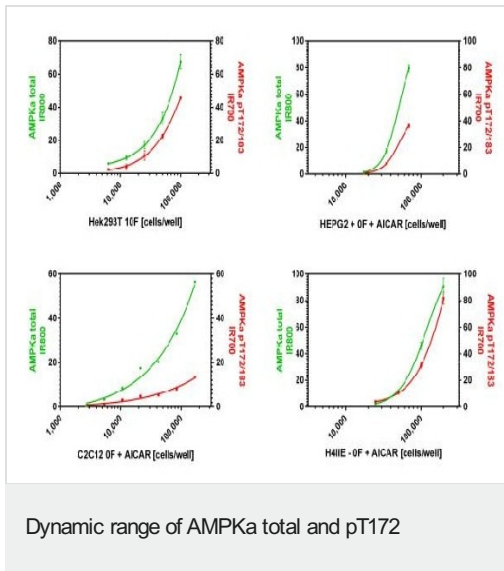 80
60
40
20
0
80
60
40
20
0
AMPKa total
IR800
AMPKa pT172/183
IR700
1,000
10,000
100,000
Hek293T 10F [cells/well]
100
80
60
40
20
0
100
80
60
40
20
0
AMPKa total
IR800
AMPKa pT172/183
IR700
10,000
100,000
HEPG2 + 0F + AICAR [cells/well]
60
40
20
0
60
40
20
0
AMPKa total
IR800
AMPKa pT172/183
IR700
1,000
10,000
100,000
C2C12 0F + AICAR [cells/well]
100
80
60
40
20
0
100
80
60
40
20
0
AMPKa total
IR800
AMPKa pT172/183
IR700
10,000
100,000
H4IIE - 0F + AICAR [cells/well]
Dynamic range of AMPKa total and pT172